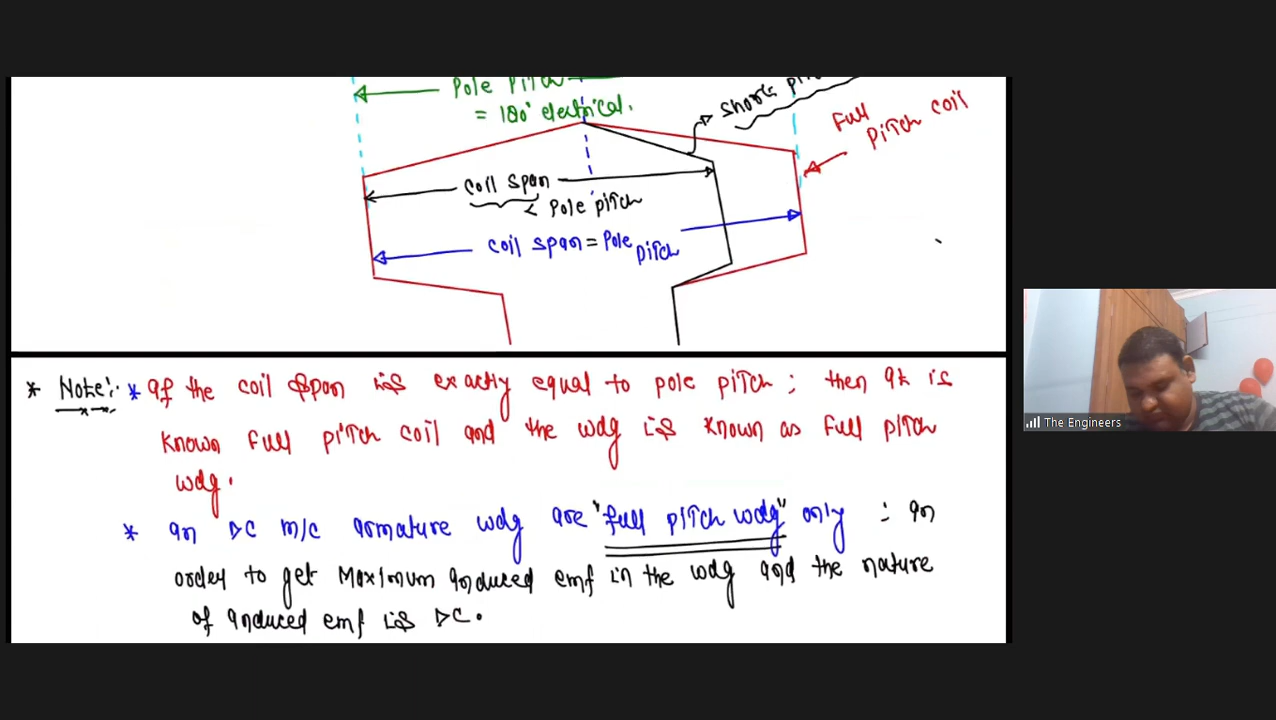 Pole Pitch
= 180° electrical.
Short pitch
Full
pitch coil
coil span
< Pole pitch
coil span = Pole
pitch
* Note:- * If the coil span is exactly equal to pole pitch ; then it is
known full pitch coil and the wdg is known as full pitch
wdg.
* In DC m/c armature wdg are "full pitch wdg" only ∵ In
order to get Maximum induced emf in the wdg and the nature
of induced emf is DC.
The Engineers